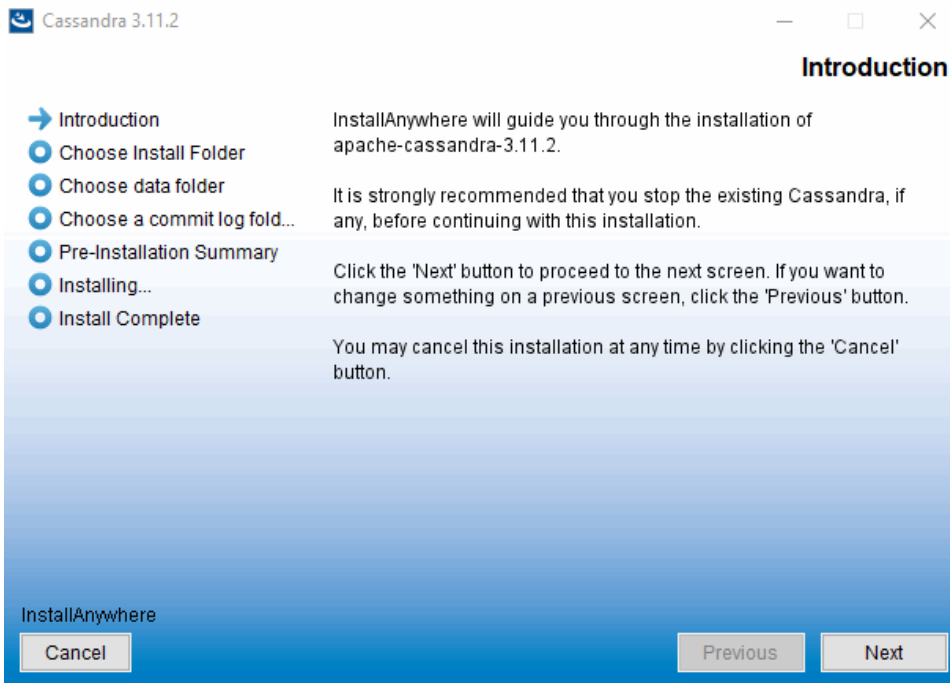 Cassandra 3.11.2
Introduction
Introduction
Choose Install Folder
Choose data folder
Choose a commit log fold...
Pre-Installation Summary
Installing...
Install Complete
InstallAnywhere will guide you through the installation of
apache-cassandra-3.11.2.
It is strongly recommended that you stop the existing Cassandra, if
any, before continuing with this installation.
Click the 'Next' button to proceed to the next screen. If you want to
change something on a previous screen, click the 'Previous' button.
You may cancel this installation at any time by clicking the 'Cancel'
button.
InstallAnywhere
Cancel
Previous
Next